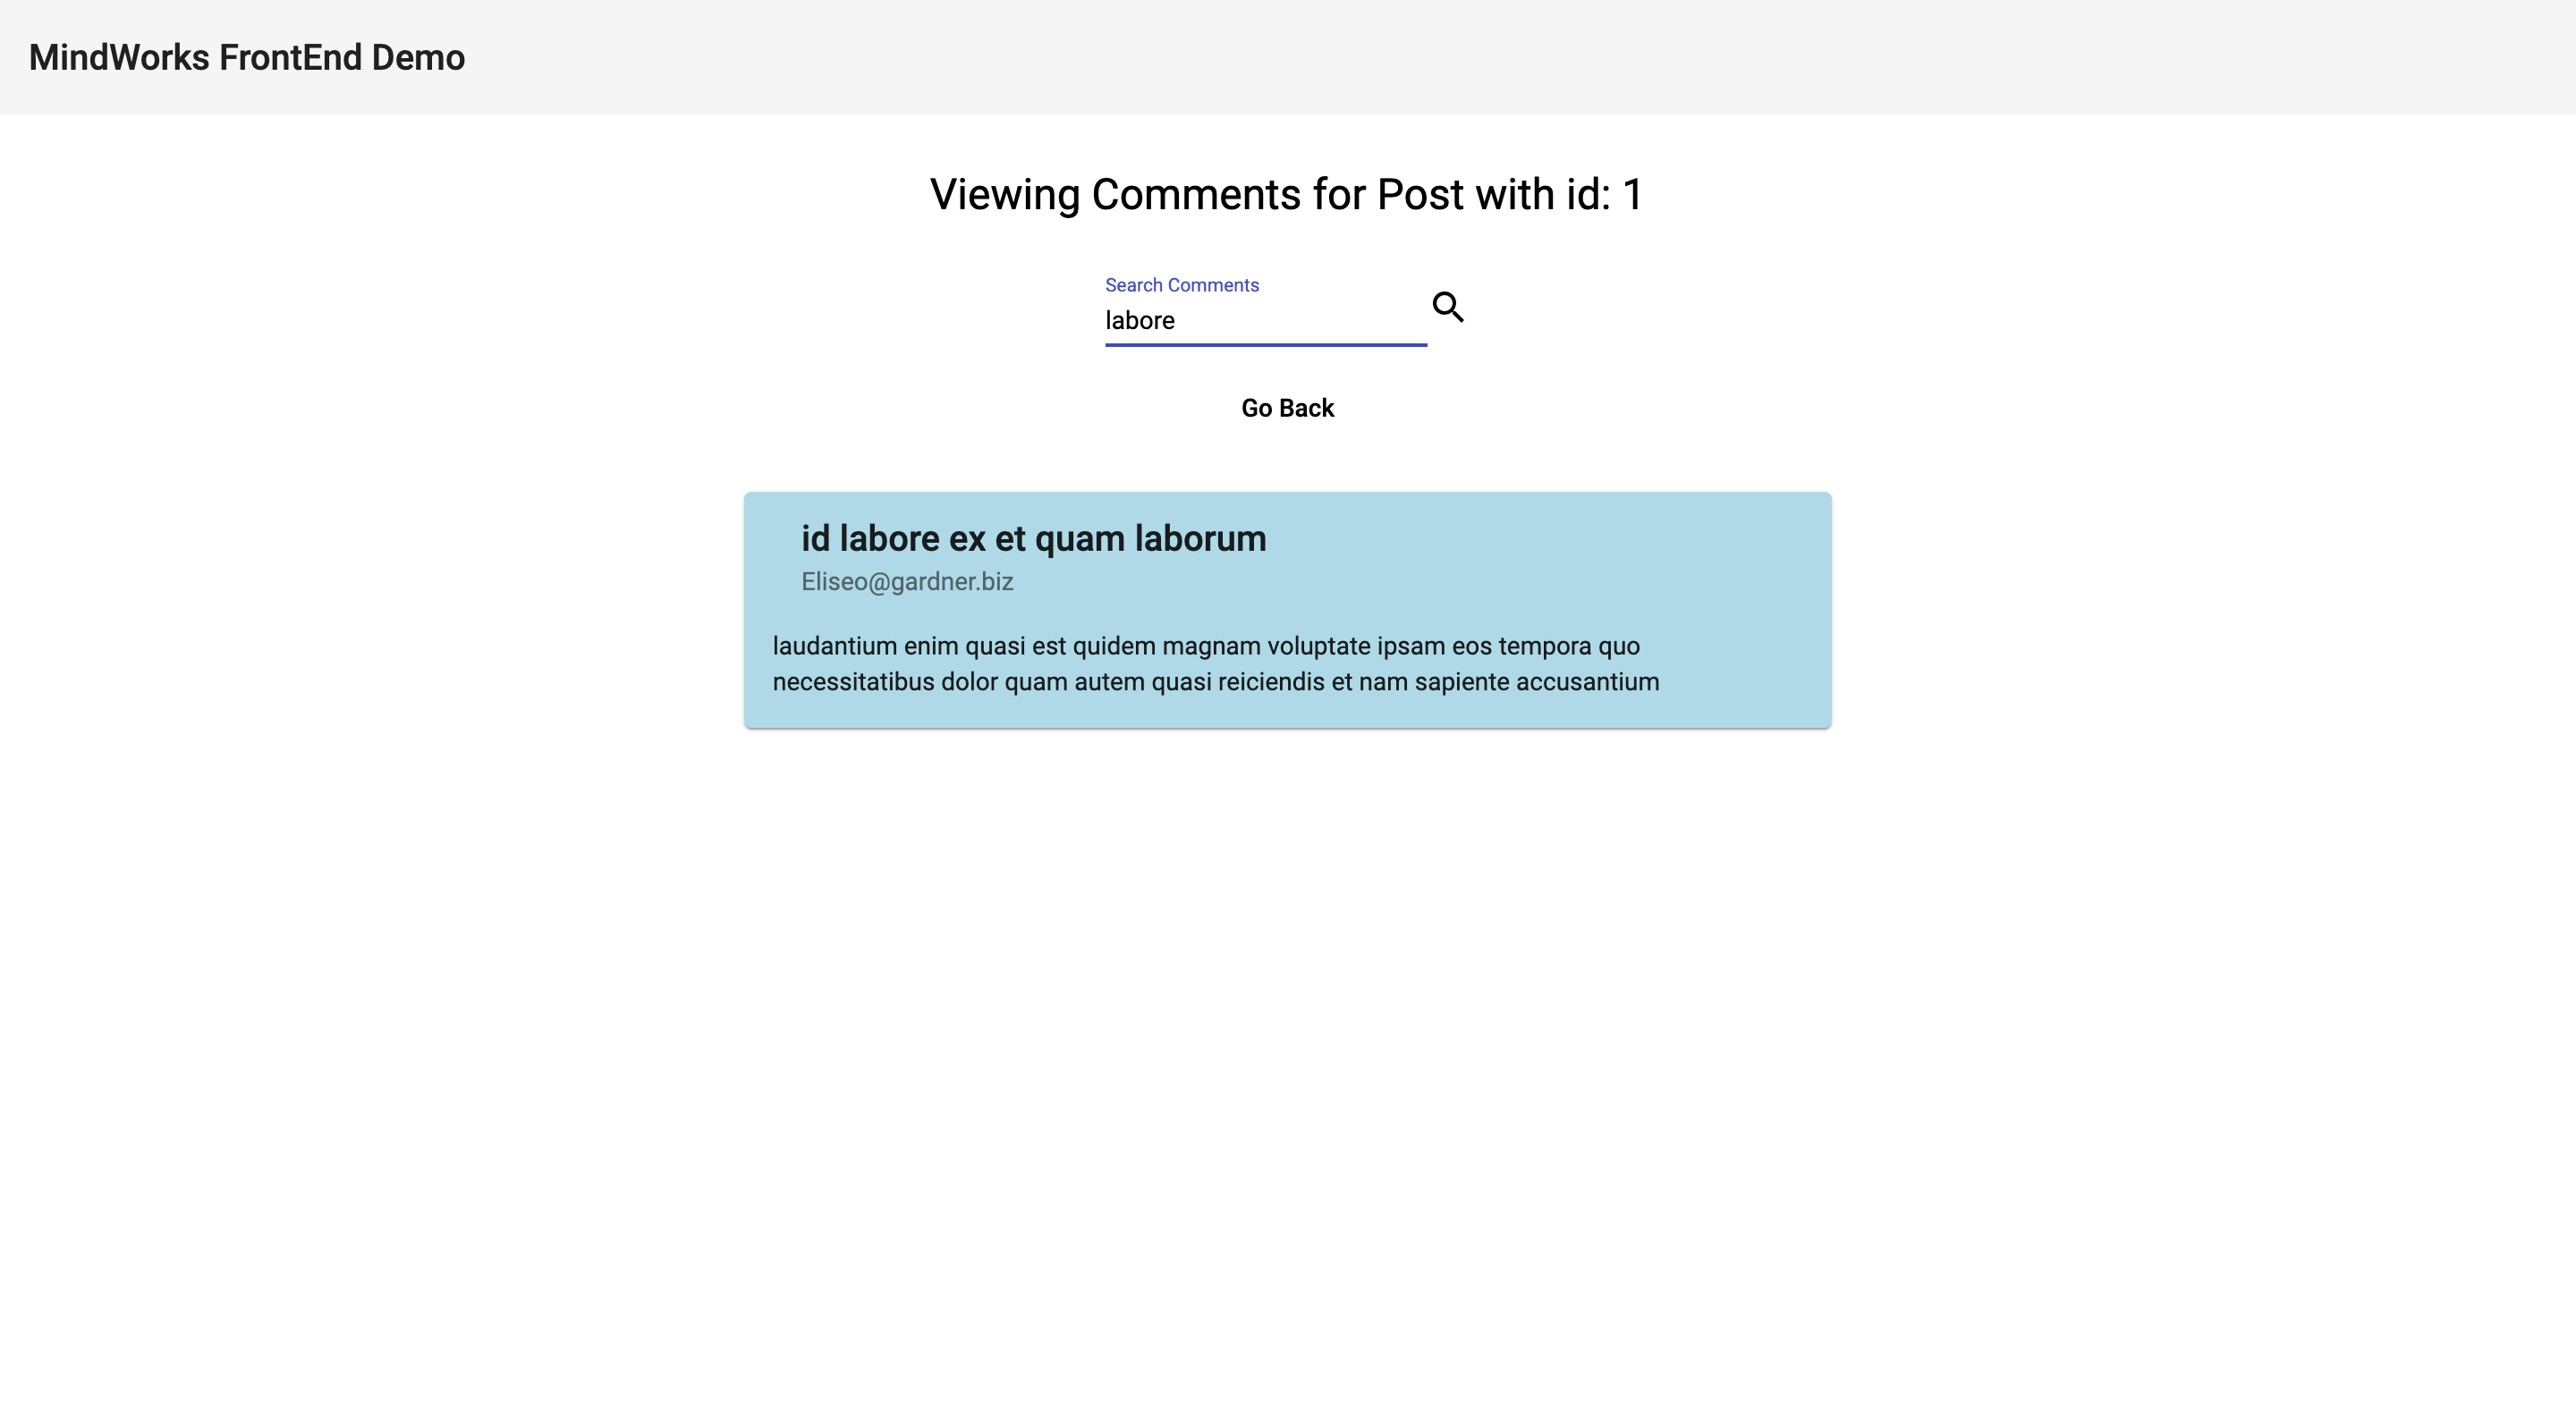 MindWorks FrontEnd Demo
Viewing Comments for Post with id: 1
Search Comments
labore
Go Back
id labore ex et quam laborum
Eliseo@gardner.biz
laudantium enim quasi est quidem magnam voluptate ipsam eos tempora quo
necessitatibus dolor quam autem quasi reiciendis et nam sapiente accusantium